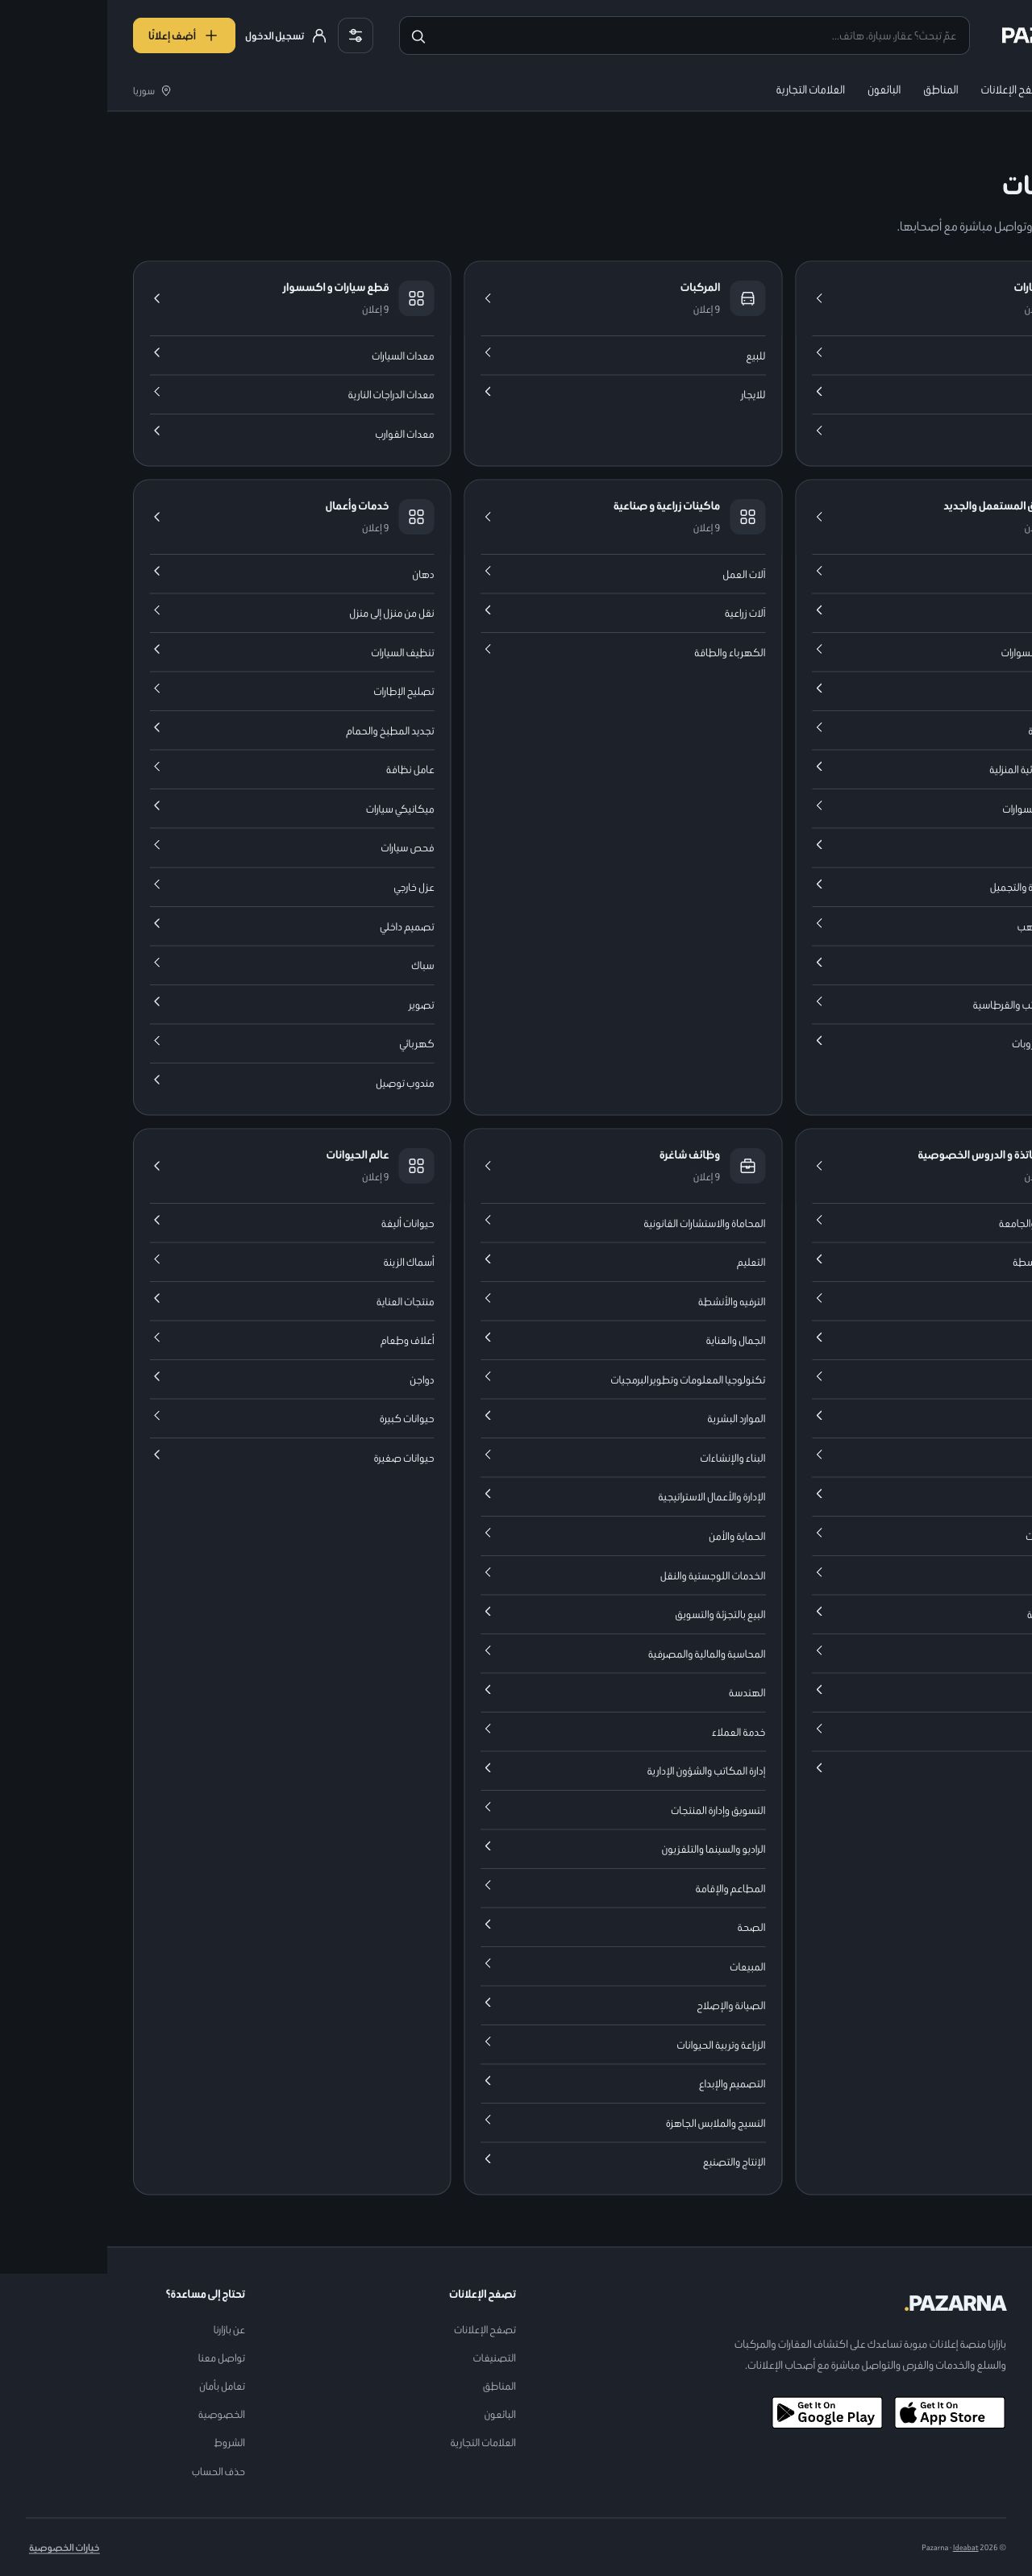 عمّ تبحث؟ عقار، سيارة، هاتف...
تسجيل الدخول
أضف إعلانًا
الإعلانات
المناطق
البائعون
العلامات التجارية
سوريا
وتواصل مباشرة مع أصحابها.
المركبات
9 إعلان
للبيع
للايجار
قطع سيارات و اكسسوار
9 إعلان
معدات السيارات
معدات الدراجات النارية
معدات القوارب
المستعمل والجديد
المنزلية
والتجميل
والقرطاسية
ماكينات زراعية و صناعية
9 إعلان
آلات العمل
آلات زراعية
الكهرباء والطاقة
خدمات وأعمال
9 إعلان
دهان
نقل من منزل إلى منزل
تنظيف السيارات
تصليح الإطارات
تجديد المطبخ والحمام
عامل نظافة
ميكانيكي سيارات
فحص سيارات
عزل خارجي
تصميم داخلي
سباك
تصوير
كهربائي
مندوب توصيل
و الدروس الخصوصية
والجامعة
وظائف شاغرة
9 إعلان
المحاماة والاستشارات القانونية
التعليم
الترفيه والأنشطة
الجمال والعناية
تكنولوجيا المعلومات وتطوير البرمجيات
الموارد البشرية
البناء والإنشاءات
الإدارة والأعمال الاستراتيجية
الحماية والأمن
الخدمات اللوجستية والنقل
البيع بالتجزئة والتسويق
المحاسبة والمالية والمصرفية
الهندسة
خدمة العملاء
إدارة المكاتب والشؤون الإدارية
التسويق وإدارة المنتجات
الراديو والسينما والتلفزيون
المطاعم والإقامة
الصحة
المبيعات
الصيانة والإصلاح
الزراعة وتربية الحيوانات
التصميم والإبداع
النسيج والملابس الجاهزة
الإنتاج والتصنيع
عالم الحيوانات
9 إعلان
حيوانات أليفة
أسماك الزينة
منتجات العناية
أعلاف وطعام
دواجن
حيوانات كبيرة
حيوانات صغيرة
PAZARNA.
بازارنا منصة إعلانات مبوبة تساعدك على اكتشاف العقارات والمركبات
والسلع والخدمات والفرص والتواصل مباشرة مع أصحاب الإعلانات.
Get It On
App Store
Get It On
Google Play
تصفح الإعلانات
تصفح الإعلانات
التصنيفات
المناطق
البائعون
العلامات التجارية
تحتاج إلى مساعدة؟
عن بازارنا
تواصل معنا
تعامل بأمان
الخصوصية
الشروط
حذف الحساب
© 2026 Pazarna · Ideabat
خيارات الخصوصية